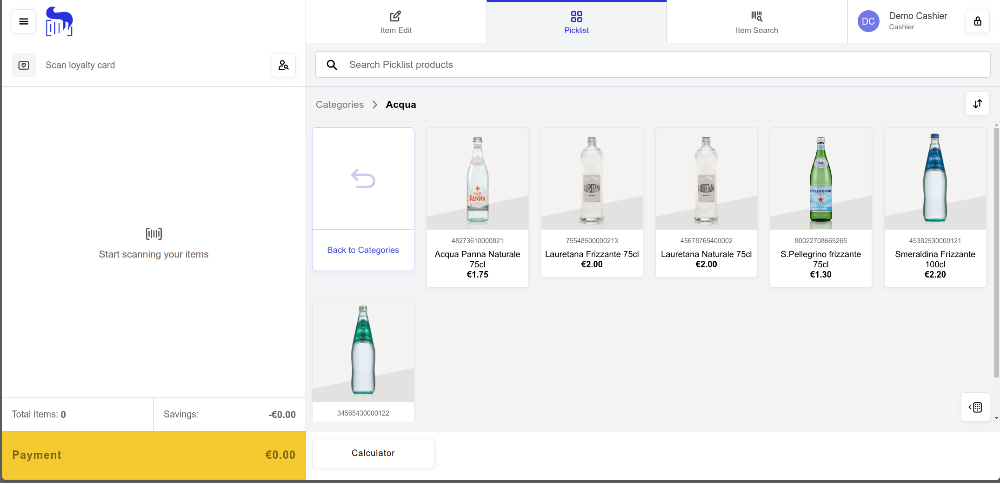 Item Edit
Picklist
Item Search
DC
Demo Cashier
Cashier
Scan loyalty card
Search Picklist products
Categories
Acqua
Start scanning your items
Back to Categories
ACQUA
PANNA
48273610000821
Acqua Panna Naturale
75cl
€1.75
LAURETANA
75548500000213
Lauretana Frizzante 75cl
€2.00
LAURETANA
45678765400002
Lauretana Naturale 75cl
€2.00
S.PELLEGRINO
80022708665265
S.Pellegrino frizzante
75cl
€1.30
SMERALDINA
45382530000121
Smeraldina Frizzante
100cl
€2.20
SMERALDINA
34565430000122
Total Items: 0
Savings:
-€0.00
Payment
€0.00
Calculator